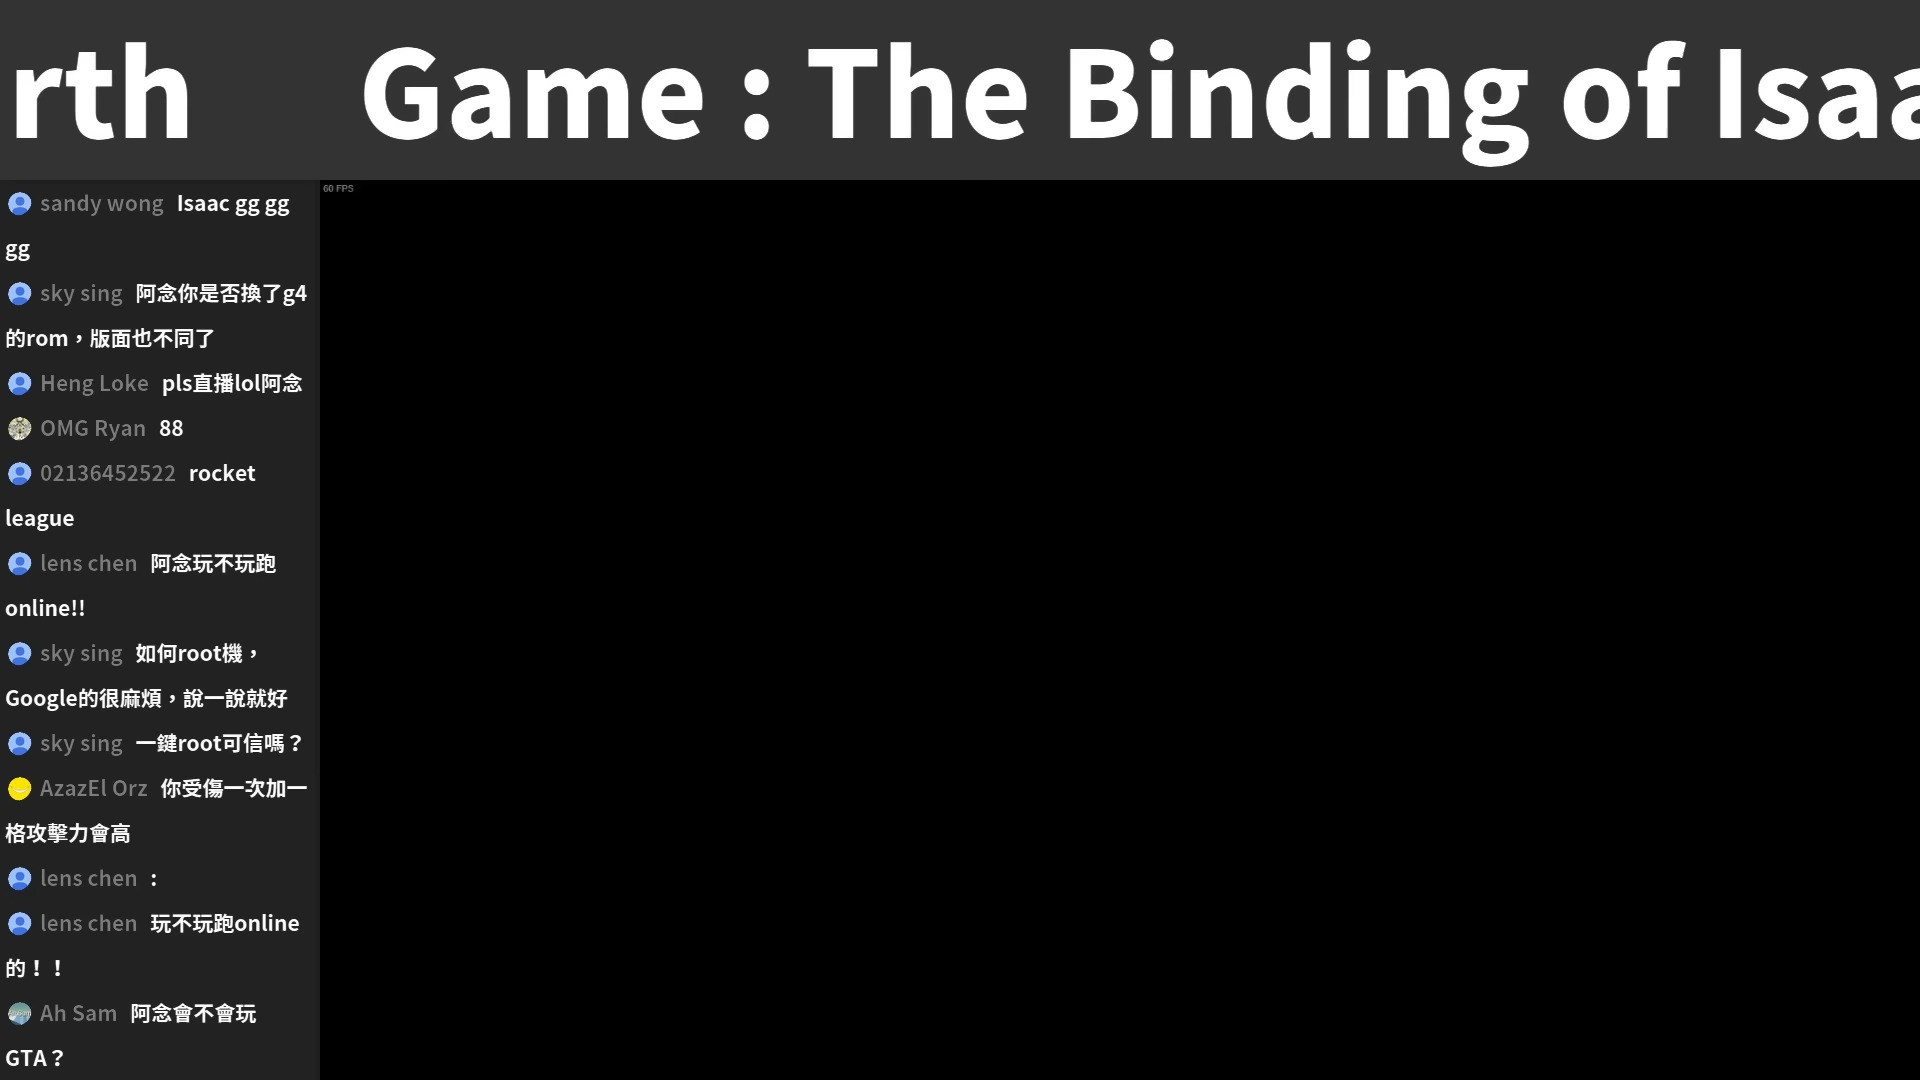 rth Game : The Binding of Isaa
60 FPS
sandy wong Isaac gg gg
gg
sky sing 阿念你是否換了g4
的rom，版面也不同了
Heng Loke pls直播lol阿念
OMG Ryan 88
02136452522 rocket
league
lens chen 阿念玩不玩跑
online!!
sky sing 如何root機，
Google的很麻煩，說一說就好
sky sing 一鍵root可信嗎？
AzazEl Orz 你受傷一次加一
格攻擊力會高
lens chen :
lens chen 玩不玩跑online
的！！
Ah Sam 阿念會不會玩
GTA？